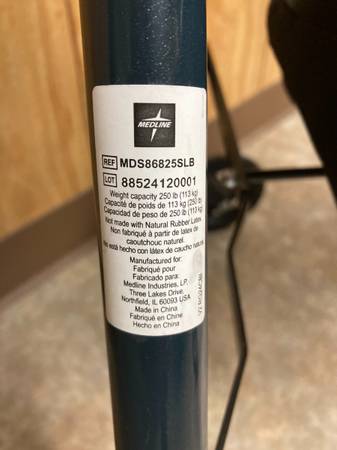 MEDLINE
REF MDS86825SLB
LOT 88524120001
Weight capacity 250 lb (113 kg)
Capacité de poids de 113 kg (250 lb)
Capacidad de peso de 250 lb (113 kg)
Not made with Natural Rubber Latex.
Non fabriqué à partir de latex de
caoutchouc naturel.
No está hecho con látex de caucho natural.
Manufactured for:
Fabriqué pour
Fabricado para:
Medline Industries, LP,
Three Lakes Drive,
Northfield, IL 60093 USA
Made in China
Fabriqué en Chine
Hecho en China